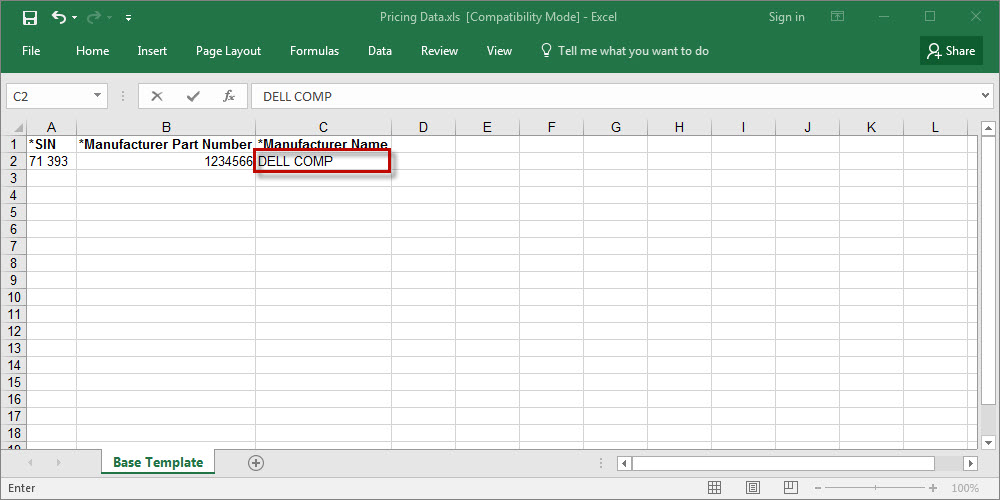 Pricing Data.xls [Compatibility Mode] - Excel
Sign in
File Home Insert Page Layout Formulas Data Review View Tell me what you want to do Share
C2 fx DELL COMP
A B C D E F G H I J K L
1 *SIN *Manufacturer Part Number *Manufacturer Name
2 71 393 1234566 DELL COMP
3
4
5
6
7
8
9
10
11
12
13
14
15
16
17
18
19
Base Template
Enter 100%